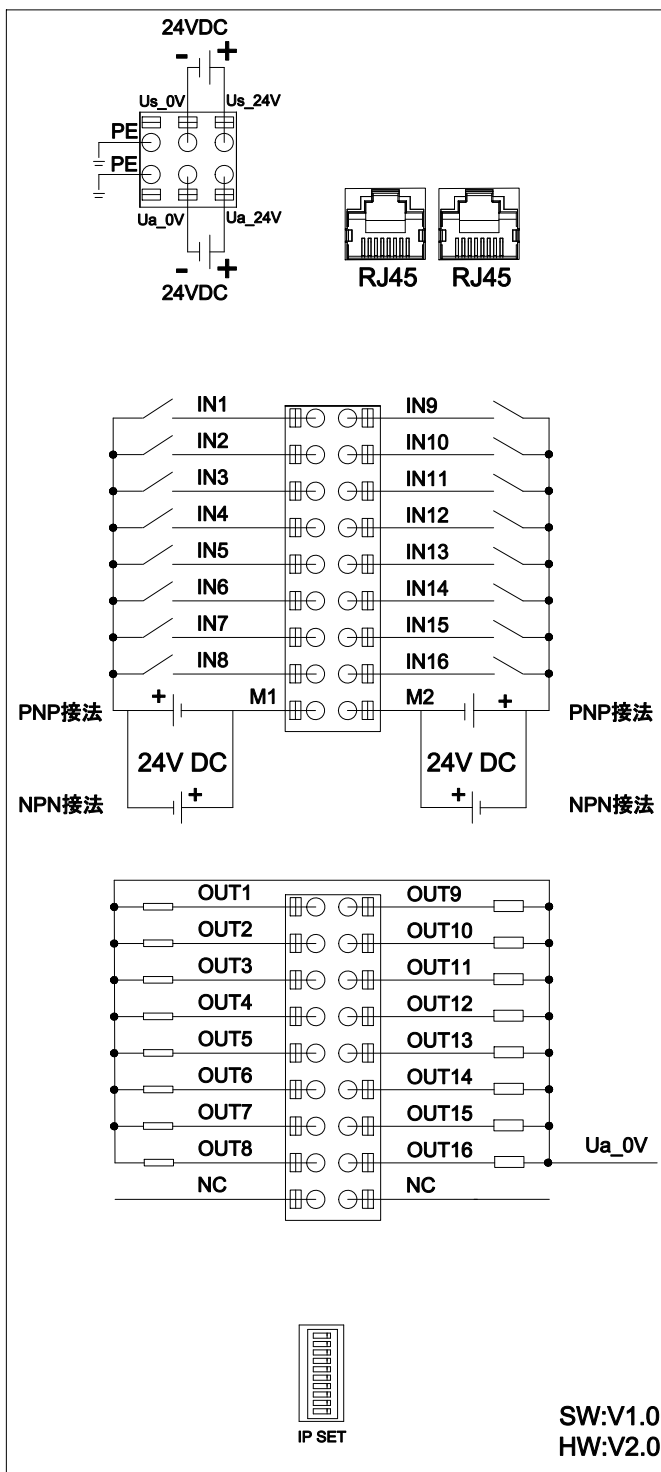 24VDC
- +
Us_0V Us_24V
PE
PE
Ua_0V Ua_24V
- +
24VDC
RJ45 RJ45
IN1 IN9
IN2 IN10
IN3 IN11
IN4 IN12
IN5 IN13
IN6 IN14
IN7 IN15
IN8 IN16
PNP接法 + M1 M2 + PNP接法
24V DC 24V DC
NPN接法 + + NPN接法
OUT1 OUT9
OUT2 OUT10
OUT3 OUT11
OUT4 OUT12
OUT5 OUT13
OUT6 OUT14
OUT7 OUT15
OUT8 OUT16 Ua_0V
NC NC
IP SET
SW:V1.0
HW:V2.0